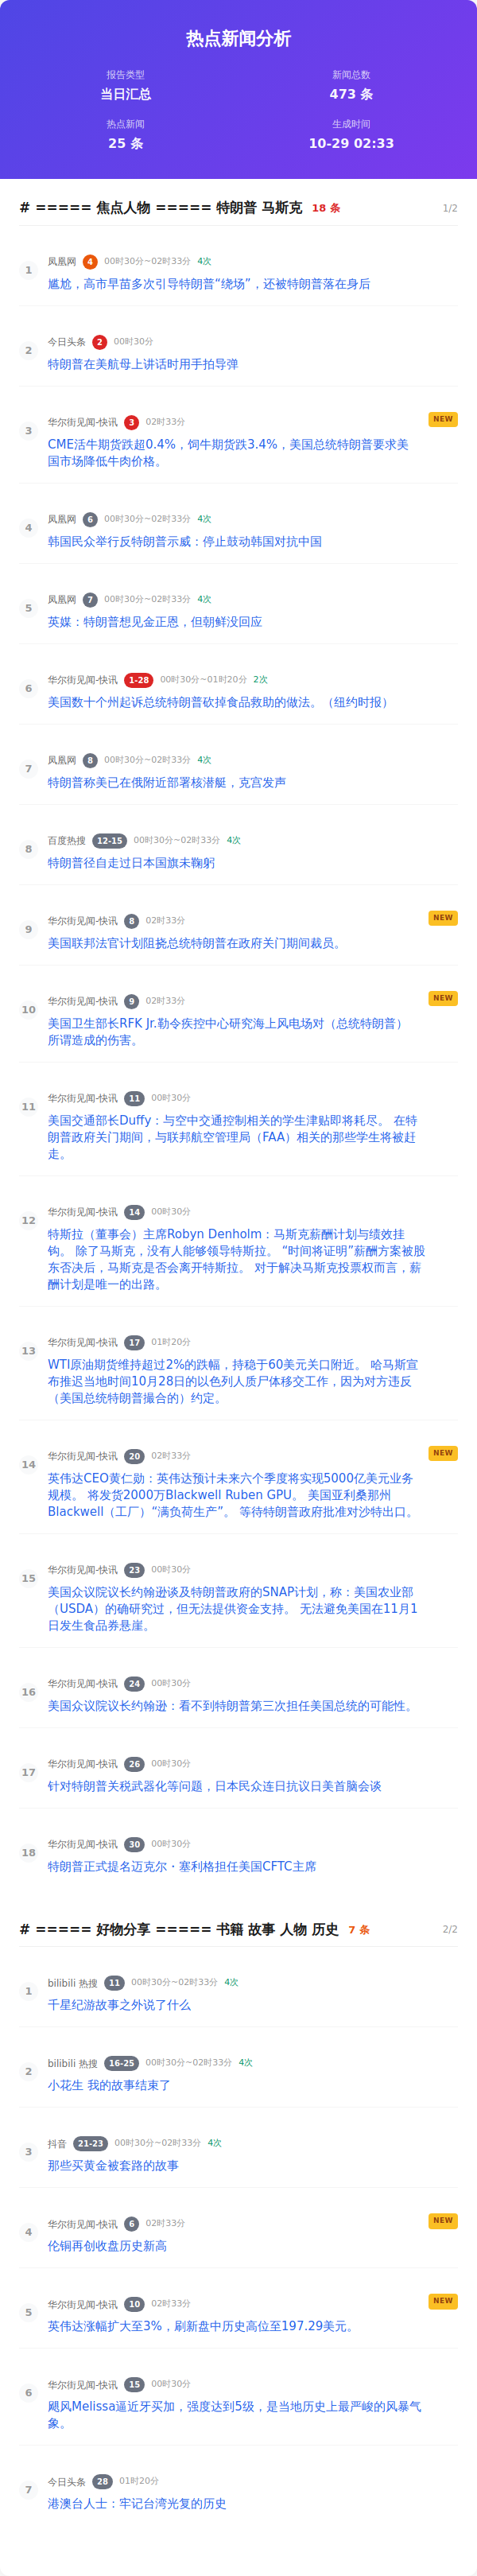 热点新闻分析
报告类型
新闻总数
当日汇总
473 条
热点新闻
生成时间
25 条
10-29 02:33
# ===== 焦点人物 ===== 特朗普 马斯克 18 条 1/2
1
凤凰网 4 00时30分~02时33分 4次
尴尬，高市早苗多次引导特朗普“绕场”，还被特朗普落在身后
2
今日头条 2 00时30分
特朗普在美航母上讲话时用手拍导弹
3
华尔街见闻-快讯 3 02时33分
NEW
CME活牛期货跌超0.4%，饲牛期货跌3.4%，美国总统特朗普要求美
国市场降低牛肉价格。
4
凤凰网 6 00时30分~02时33分 4次
韩国民众举行反特朗普示威：停止鼓动韩国对抗中国
5
凤凰网 7 00时30分~02时33分 4次
英媒：特朗普想见金正恩，但朝鲜没回应
6
华尔街见闻-快讯 1-28 00时30分~01时20分 2次
美国数十个州起诉总统特朗普砍掉食品救助的做法。（纽约时报）
7
凤凰网 8 00时30分~02时33分 4次
特朗普称美已在俄附近部署核潜艇，克宫发声
8
百度热搜 12-15 00时30分~02时33分 4次
特朗普径自走过日本国旗未鞠躬
9
华尔街见闻-快讯 8 02时33分
NEW
美国联邦法官计划阻挠总统特朗普在政府关门期间裁员。
10
华尔街见闻-快讯 9 02时33分
NEW
美国卫生部长RFK Jr.勒令疾控中心研究海上风电场对（总统特朗普）
所谓造成的伤害。
11
华尔街见闻-快讯 11 00时30分
美国交通部长Duffy：与空中交通控制相关的学生津贴即将耗尽。 在特
朗普政府关门期间，与联邦航空管理局（FAA）相关的那些学生将被赶
走。
12
华尔街见闻-快讯 14 00时30分
特斯拉（董事会）主席Robyn Denholm：马斯克薪酬计划与绩效挂
钩。 除了马斯克，没有人能够领导特斯拉。 “时间将证明”薪酬方案被股
东否决后，马斯克是否会离开特斯拉。 对于解决马斯克投票权而言，薪
酬计划是唯一的出路。
13
华尔街见闻-快讯 17 01时20分
WTI原油期货维持超过2%的跌幅，持稳于60美元关口附近。 哈马斯宣
布推迟当地时间10月28日的以色列人质尸体移交工作，因为对方违反
（美国总统特朗普撮合的）约定。
14
华尔街见闻-快讯 20 02时33分
NEW
英伟达CEO黄仁勋：英伟达预计未来六个季度将实现5000亿美元业务
规模。 将发货2000万Blackwell Ruben GPU。 美国亚利桑那州
Blackwell（工厂）“满负荷生产”。 等待特朗普政府批准对沙特出口。
15
华尔街见闻-快讯 23 00时30分
美国众议院议长约翰逊谈及特朗普政府的SNAP计划，称：美国农业部
（USDA）的确研究过，但无法提供资金支持。 无法避免美国在11月1
日发生食品券悬崖。
16
华尔街见闻-快讯 24 00时30分
美国众议院议长约翰逊：看不到特朗普第三次担任美国总统的可能性。
17
华尔街见闻-快讯 26 00时30分
针对特朗普关税武器化等问题，日本民众连日抗议日美首脑会谈
18
华尔街见闻-快讯 30 00时30分
特朗普正式提名迈克尔・塞利格担任美国CFTC主席
# ===== 好物分享 ===== 书籍 故事 人物 历史 7 条 2/2
1
bilibili 热搜 11 00时30分~02时33分 4次
千星纪游故事之外说了什么
2
bilibili 热搜 16-25 00时30分~02时33分 4次
小花生 我的故事结束了
3
抖音 21-23 00时30分~02时33分 4次
那些买黄金被套路的故事
4
华尔街见闻-快讯 6 02时33分
NEW
伦铜再创收盘历史新高
5
华尔街见闻-快讯 10 02时33分
NEW
英伟达涨幅扩大至3%，刷新盘中历史高位至197.29美元。
6
华尔街见闻-快讯 15 00时30分
飓风Melissa逼近牙买加，强度达到5级，是当地历史上最严峻的风暴气
象。
7
今日头条 28 01时20分
港澳台人士：牢记台湾光复的历史